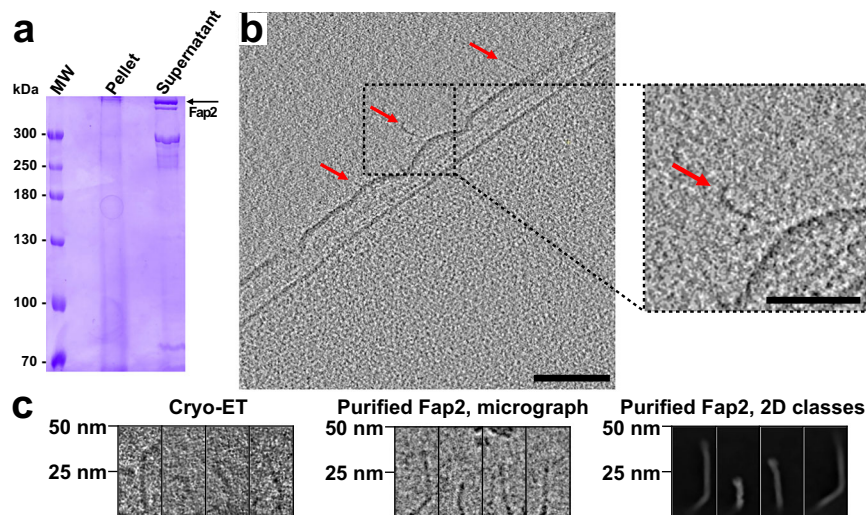 a
b
kDa
MW
Pellet
Supernatant
Fap2
300 -
250 -
180 -
130 -
100 -
70 -
c
Cryo-ET
Purified Fap2, micrograph
Purified Fap2, 2D classes
50 nm
25 nm
50 nm
25 nm
50 nm
25 nm